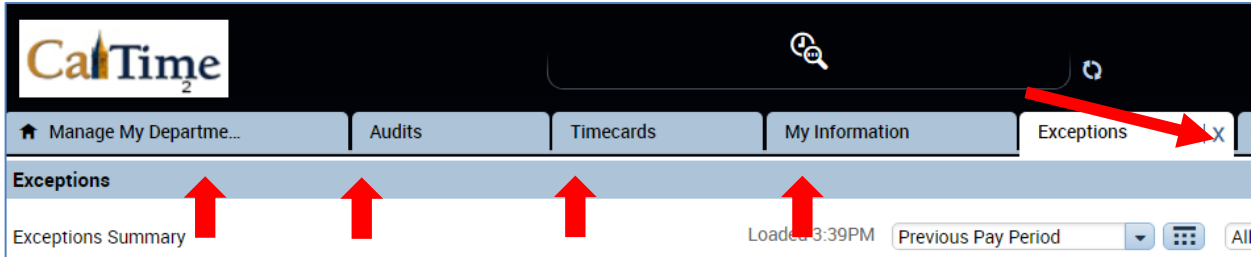 CalTime
2
Manage My Departme... Audits Timecards My Information Exceptions X
Exceptions
Exceptions Summary Loaded 3:39PM Previous Pay Period All